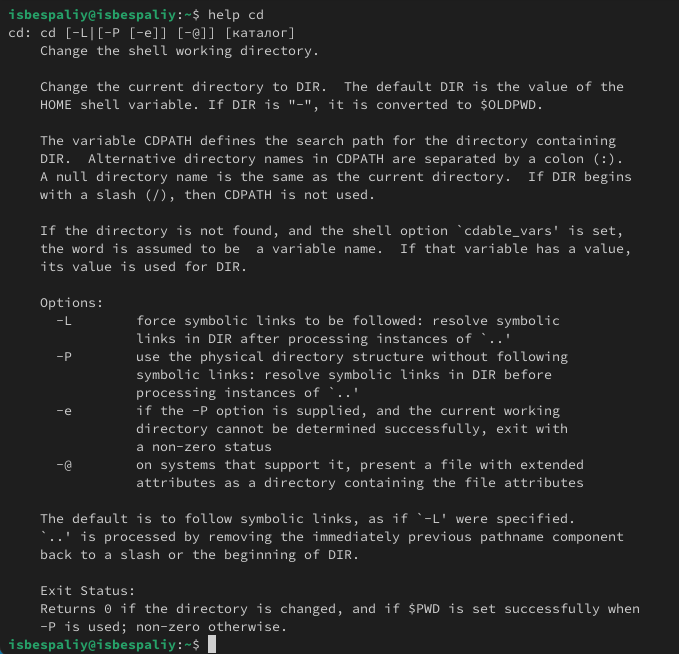 isbespaliy@isbespaliy:~$ help cd
cd: cd [-L|[-P [-e]] [-@]] [каталог]
    Change the shell working directory.

    Change the current directory to DIR.  The default DIR is the value of the
    HOME shell variable. If DIR is "-", it is converted to $OLDPWD.

    The variable CDPATH defines the search path for the directory containing
    DIR.  Alternative directory names in CDPATH are separated by a colon (:).
    A null directory name is the same as the current directory.  If DIR begins
    with a slash (/), then CDPATH is not used.

    If the directory is not found, and the shell option `cdable_vars' is set,
    the word is assumed to be  a variable name.  If that variable has a value,
    its value is used for DIR.

    Options:
      -L        force symbolic links to be followed: resolve symbolic
                links in DIR after processing instances of `..'
      -P        use the physical directory structure without following
                symbolic links: resolve symbolic links in DIR before
                processing instances of `..'
      -e        if the -P option is supplied, and the current working
                directory cannot be determined successfully, exit with
                a non-zero status
      -@        on systems that support it, present a file with extended
                attributes as a directory containing the file attributes

    The default is to follow symbolic links, as if `-L' were specified.
    `..' is processed by removing the immediately previous pathname component
    back to a slash or the beginning of DIR.

    Exit Status:
    Returns 0 if the directory is changed, and if $PWD is set successfully when
    -P is used; non-zero otherwise.
isbespaliy@isbespaliy:~$